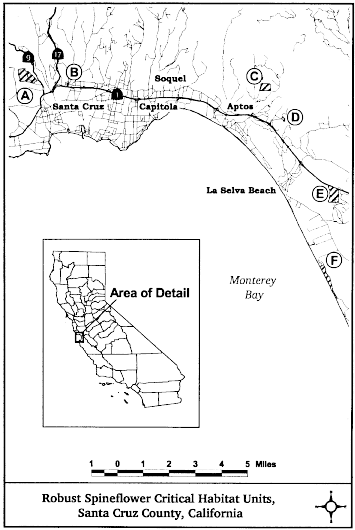 9
17
B
A
Soquel
C
Santa Cruz
1
Capitola
Aptos
D
La Selva Beach
E
F
Monterey
Bay
Area of Detail
1 0 1 2 3 4 5 Miles
Robust Spineflower Critical Habitat Units,
Santa Cruz County, California